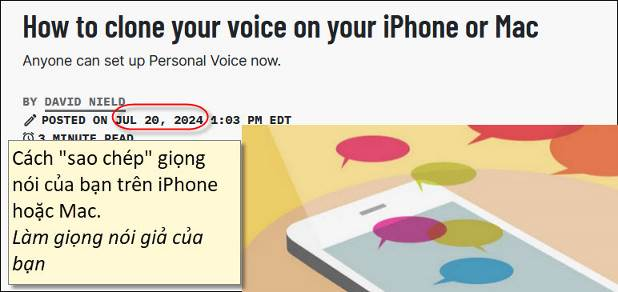 How to clone your voice on your iPhone or Mac
Anyone can set up Personal Voice now.
BY DAVID NIELD
POSTED ON JUL 20, 2024 1:03 PM EDT
3 MINUTE READ
Cách "sao chép" giọng
nói của bạn trên iPhone
hoặc Mac.
Làm giọng nói giả của
bạn